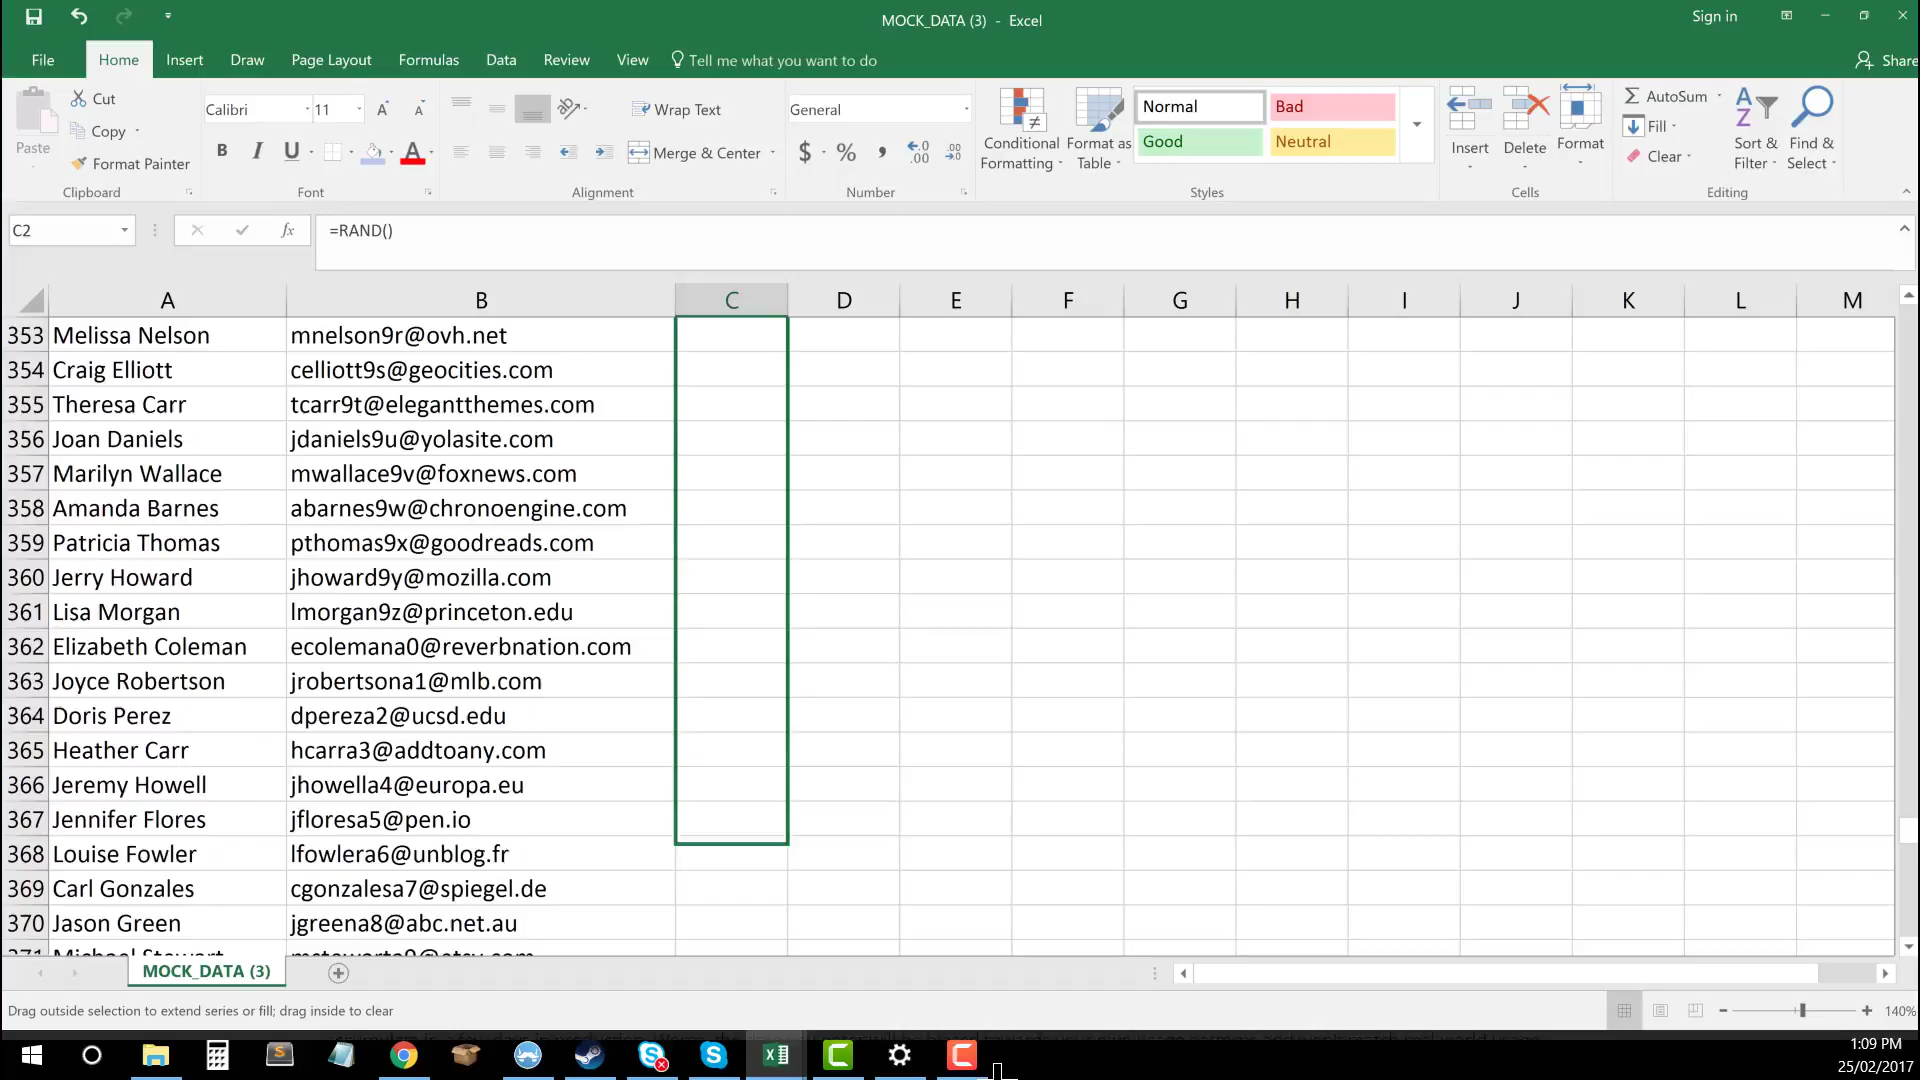 MOCK_DATA (3) - Excel
Sign in
File Home Insert Draw Page Layout Formulas Data Review View Tell me what you want to do
Share
Cut
Copy
Format Painter
Paste
Clipboard
Calibri 11
B I U
Font
Wrap Text
Merge & Center
Alignment
General
$ % ,
Number
Conditional Formatting
Format as Table
Normal Bad
Good Neutral
Styles
Insert Delete Format
Cells
AutoSum
Fill
Clear
Sort & Filter
Find & Select
Editing
C2 fx =RAND()
A B C D E F G H I J K L M
353 Melissa Nelson mnelson9r@ovh.net
354 Craig Elliott celliott9s@geocities.com
355 Theresa Carr tcarr9t@elegantthemes.com
356 Joan Daniels jdaniels9u@yolasite.com
357 Marilyn Wallace mwallace9v@foxnews.com
358 Amanda Barnes abarnes9w@chronoengine.com
359 Patricia Thomas pthomas9x@goodreads.com
360 Jerry Howard jhoward9y@mozilla.com
361 Lisa Morgan lmorgan9z@princeton.edu
362 Elizabeth Coleman ecolemana0@reverbnation.com
363 Joyce Robertson jrobertsona1@mlb.com
364 Doris Perez dpereza2@ucsd.edu
365 Heather Carr hcarra3@addtoany.com
366 Jeremy Howell jhowella4@europa.eu
367 Jennifer Flores jfloresa5@pen.io
368 Louise Fowler lfowlera6@unblog.fr
369 Carl Gonzales cgonzalesa7@spiegel.de
370 Jason Green jgreena8@abc.net.au
MOCK_DATA (3)
Drag outside selection to extend series or fill; drag inside to clear
140%
1:09 PM
25/02/2017